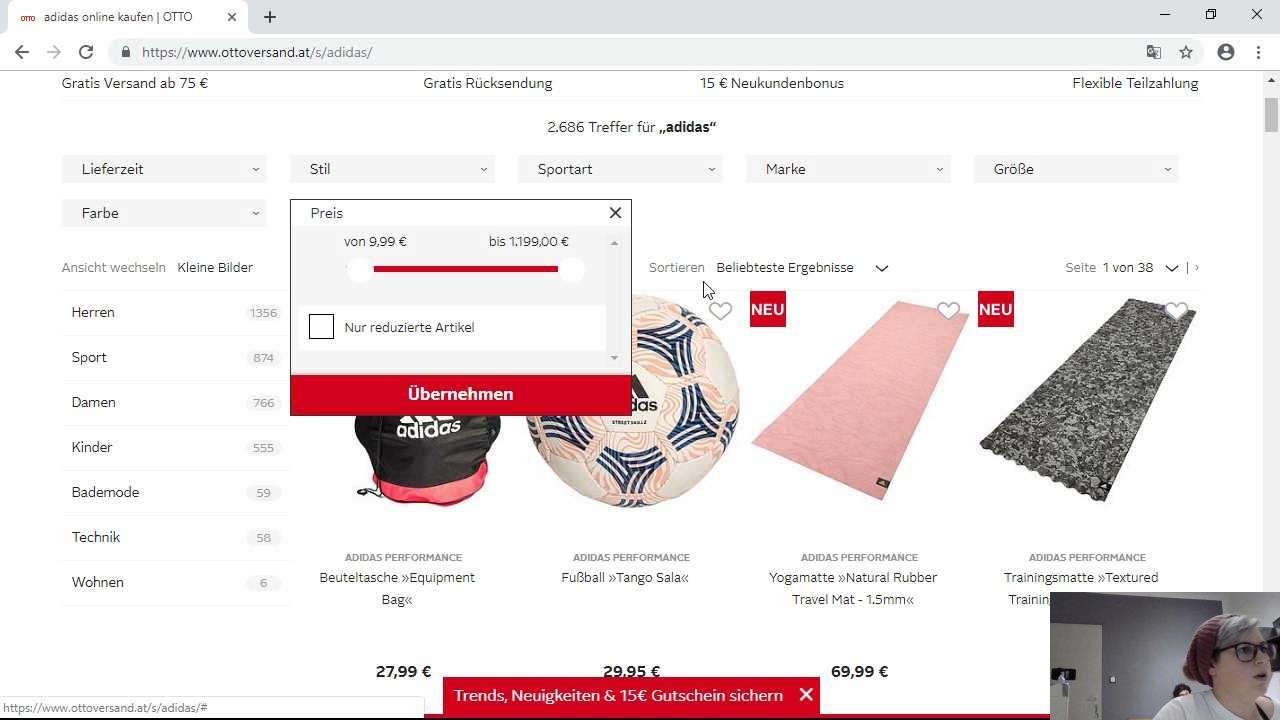 OTTO adidas online kaufen | OTTO
https://www.ottoversand.at/s/adidas/
Gratis Versand ab 75 € Gratis Rücksendung 15 € Neukundenbonus Flexible Teilzahlung
2.686 Treffer für „adidas“
Lieferzeit Stil Sportart Marke Größe
Farbe Preis
von 9,99 € bis 1.199,00 €
Ansicht wechseln Kleine Bilder Sortieren Beliebteste Ergebnisse Seite 1 von 38
Herren 1356
NEU NEU
Nur reduzierte Artikel
Sport 874
Übernehmen
Damen 766
adidas
STREETSKILLZ
adidas
Kinder 555
Bademode 59
Technik 58
Wohnen 6
ADIDAS PERFORMANCE ADIDAS PERFORMANCE ADIDAS PERFORMANCE ADIDAS PERFORMANCE
Beuteltasche »Equipment Fußball »Tango Sala« Yogamatte »Natural Rubber Trainingsmatte »Textured
Bag« Travel Mat - 1.5mm«
27,99 € 29,95 € 69,99 €
Trends, Neuigkeiten & 15€ Gutschein sichern
https://www.ottoversand.at/s/adidas/#